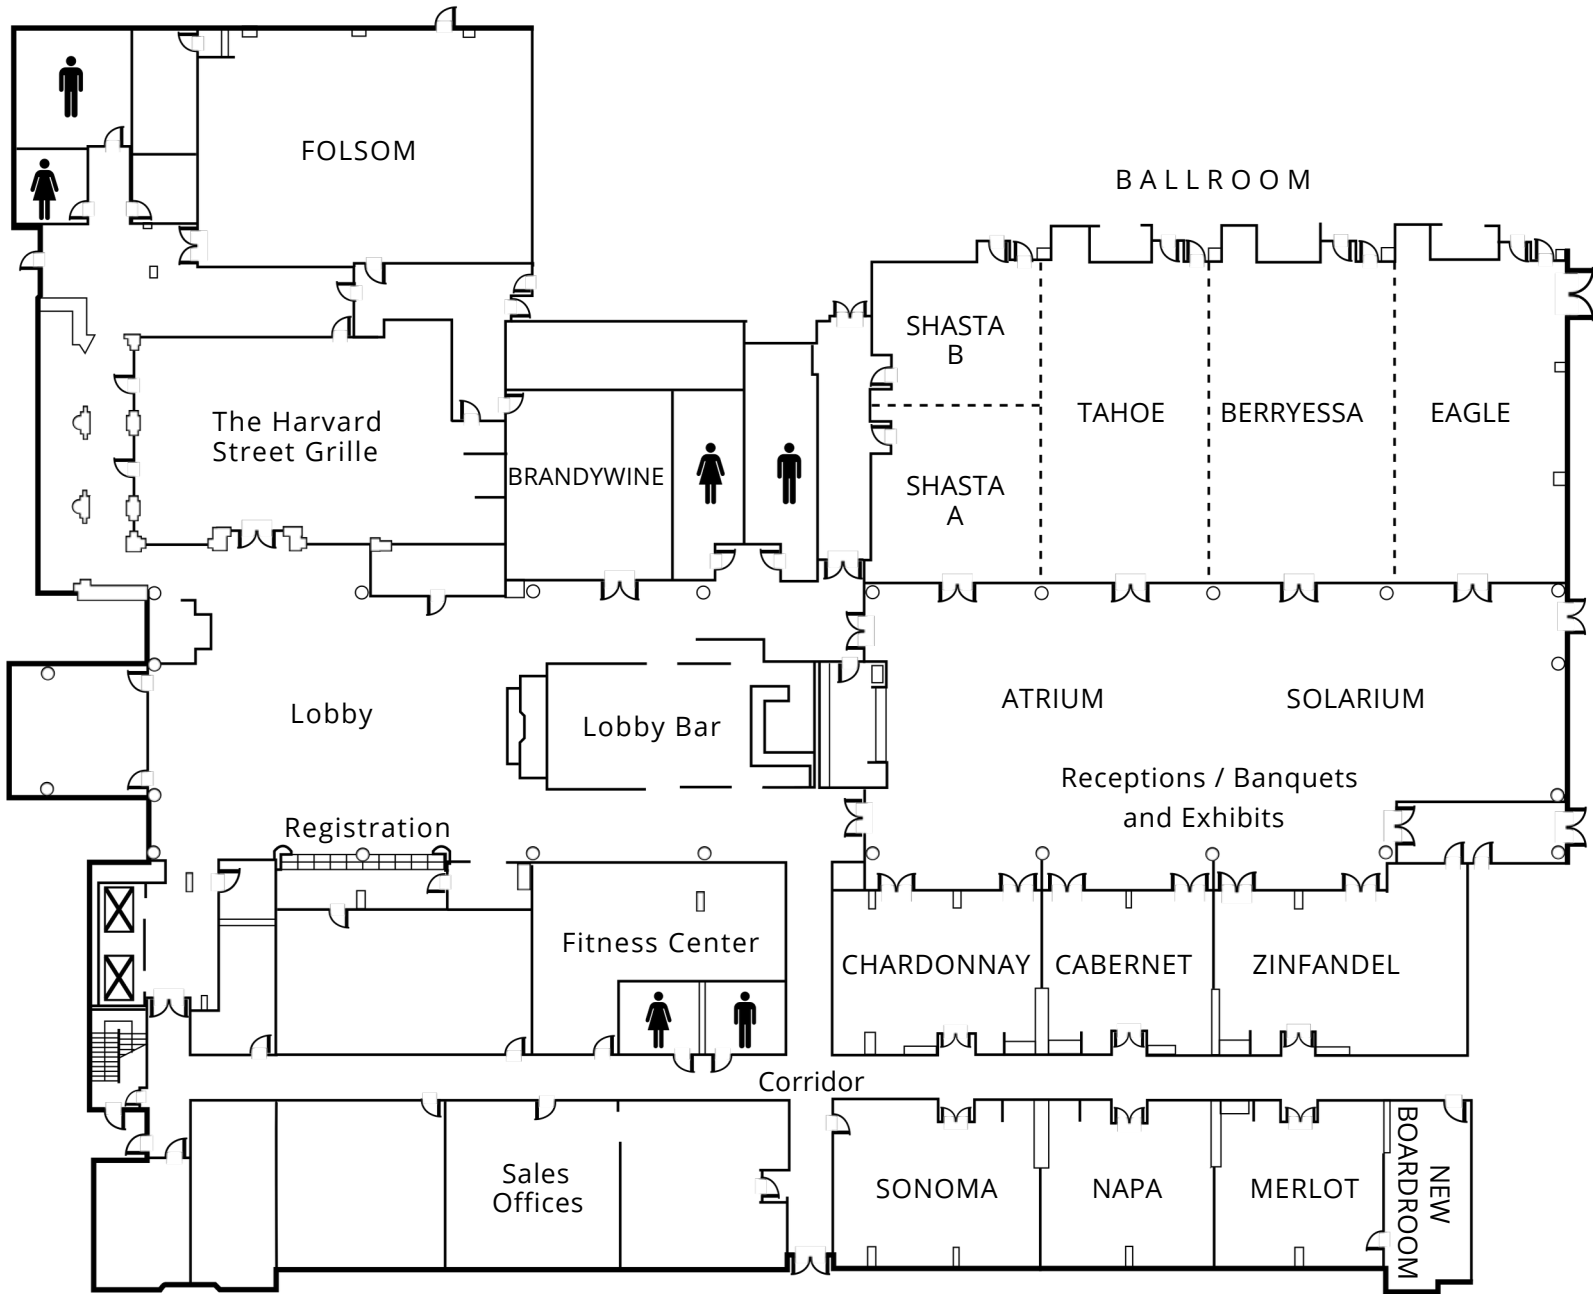 FOLSOM
BALLROOM
SHASTA
B
TAHOE
BERRYESSA
EAGLE
The Harvard
Street Grille
BRANDYWINE
SHASTA
A
Lobby
Lobby Bar
ATRIUM
SOLARIUM
Receptions / Banquets
and Exhibits
Registration
Fitness Center
CHARDONNAY
CABERNET
ZINFANDEL
Corridor
Sales
Offices
SONOMA
NAPA
MERLOT
NEW
BOARDROOM